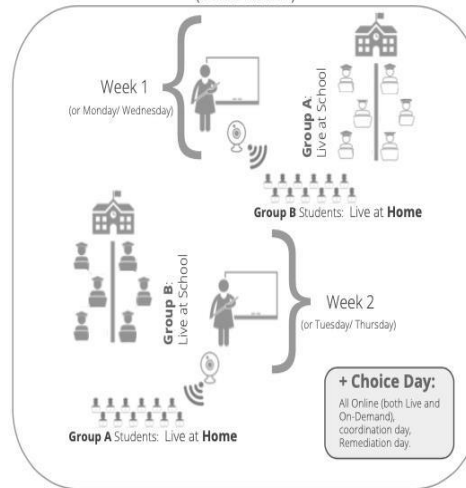 Week 1
(or Monday/ Wednesday)
Group A:
Live at School
Group B Students: Live at Home
Group B:
Live at School
Week 2
(or Tuesday/ Thursday)
Group A Students: Live at Home
+ Choice Day:
All Online (both Live and
On-Demand),
coordination day,
Remediation day.